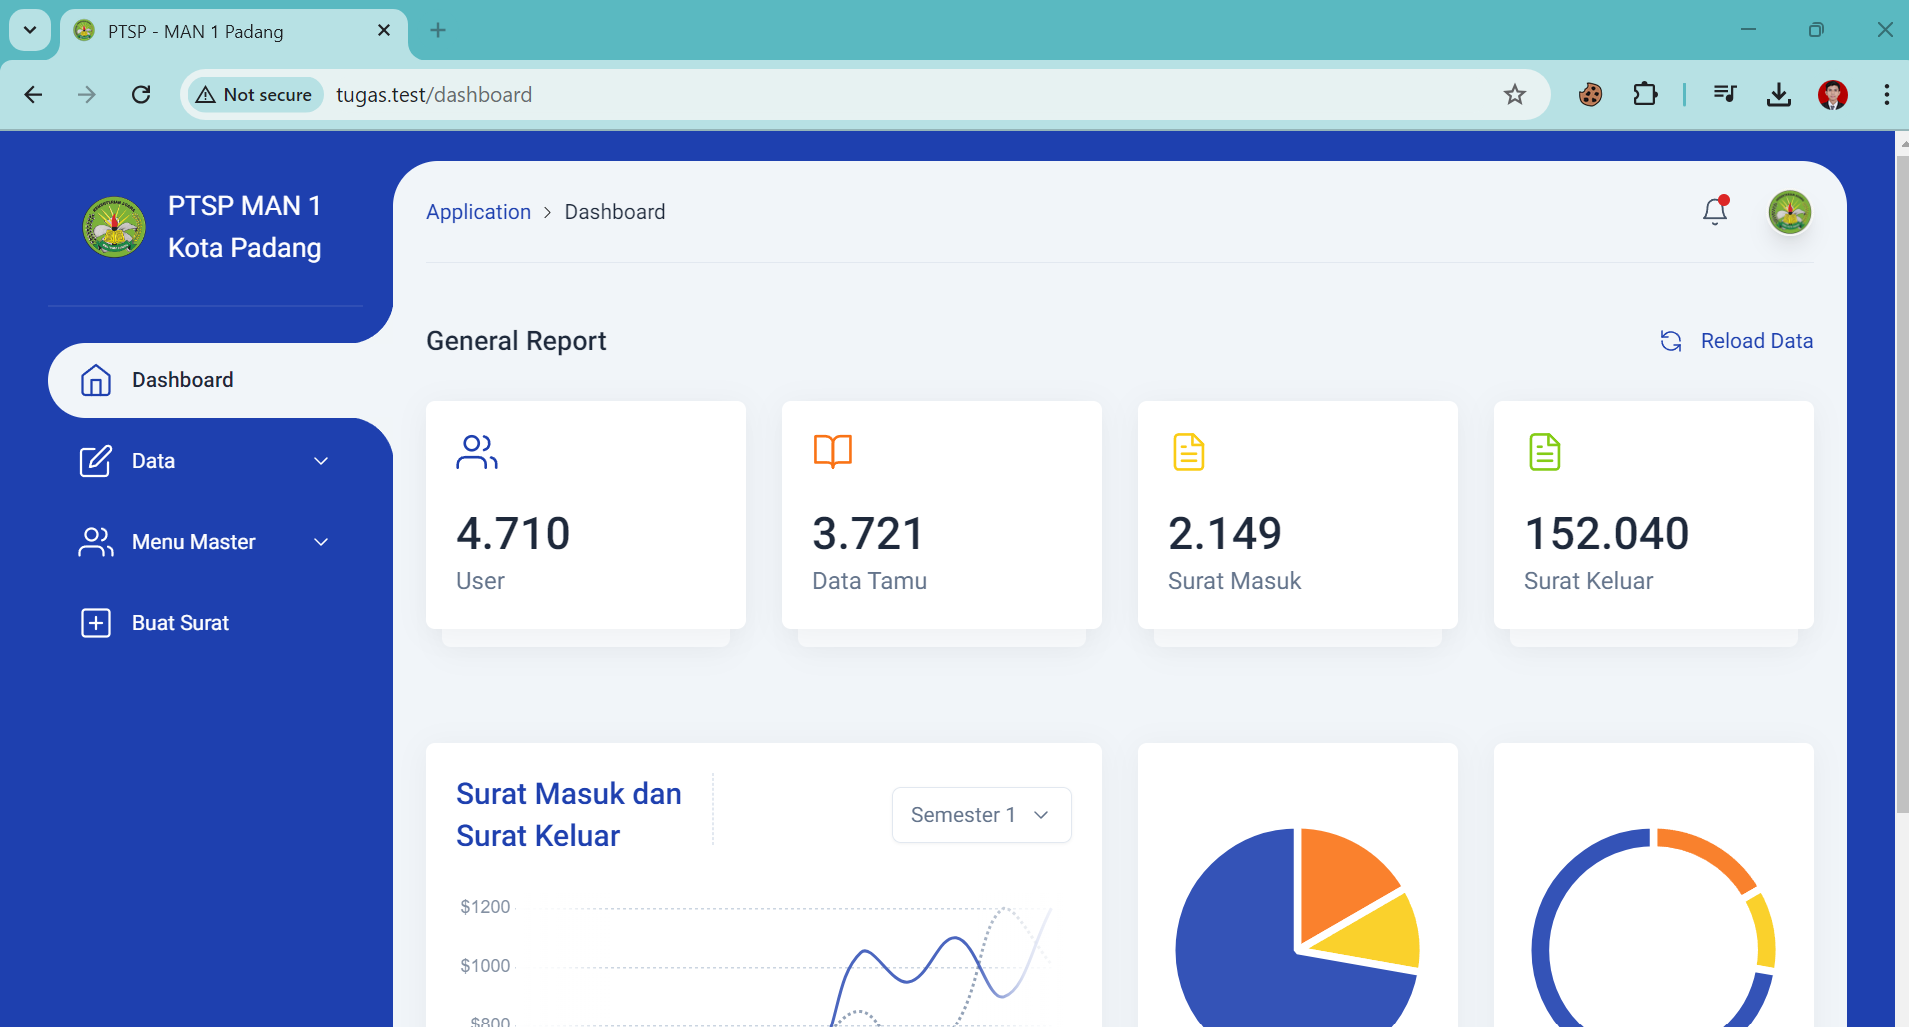 PTSP - MAN 1 Padang
Not secure
tugas.test/dashboard
PTSP MAN 1
Kota Padang
Application > Dashboard
Dashboard
Data
Menu Master
Buat Surat
General Report
Reload Data
4.710
User
3.721
Data Tamu
2.149
Surat Masuk
152.040
Surat Keluar
Surat Masuk dan
Surat Keluar
Semester 1
$1200
$1000
$800